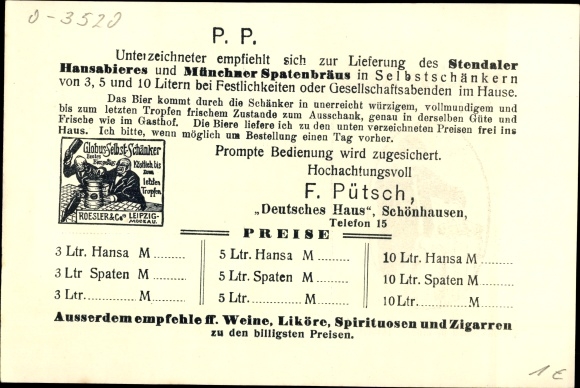 0-3520
P. P.
Unterzeichneter empfiehlt sich zur Lieferung des Stendaler
Hansabieres und Münchner Spatenbräus in Selbstschänkern
von 3, 5 und 10 Litern bei Festlichkeiten oder Gesellschaftsabenden im Hause.
Das Bier kommt durch die Schänker in unerreicht würzigem, vollmundigem und
bis zum letzten Tropfen frischem Zustande zum Ausschank, genau in derselben Güte und
Frische wie im Gasthof. Die Biere liefere ich zu den unten verzeichneten Preisen frei ins
Haus. Ich bitte, wenn möglich um Bestellung einen Tag vorher.
Globus-Selbst-Schänker
Köstlich bis
zum
letzten
Tropfen.
ROESLER & Co LEIPZIG-
MOCKAU.
Prompte Bedienung wird zugesichert.
Hochachtungsvoll
F. Pütsch,
„Deutsches Haus“, Schönhausen,
Telefon 15
PREISE
3 Ltr. Hansa M ......... 5 Ltr. Hansa M ......... 10 Ltr. Hansa M .........
3 Ltr Spaten M ......... 5 Ltr. Spaten M ......... 10 Ltr. Spaten M .........
3 Ltr. ............ M ......... 5 Ltr. ............ M ......... 10 Ltr. ............ M .........
Ausserdem empfehle ff. Weine, Liköre, Spirituosen und Zigarren
zu den billigsten Preisen.
1€